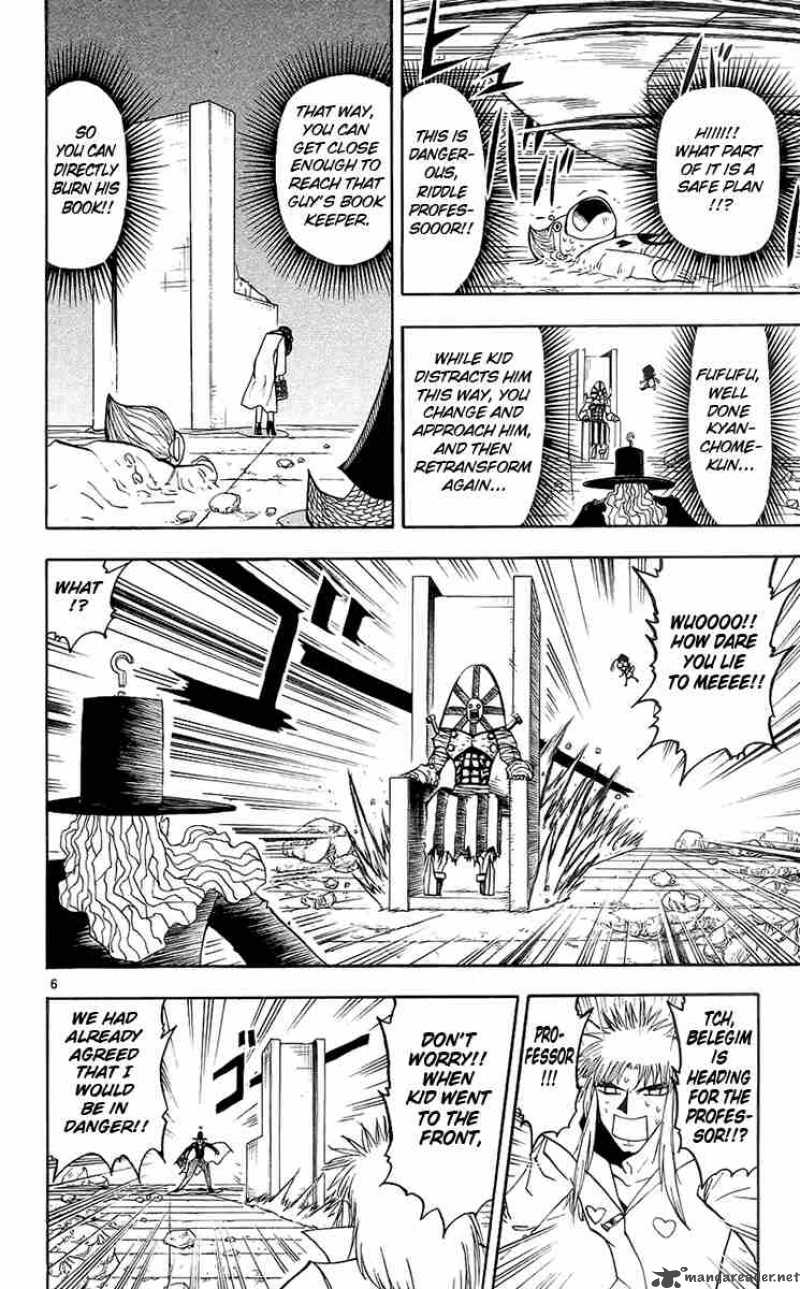 HIIII!!
WHAT PART
OF IT IS A
SAFE PLAN
!!?
THIS IS
DANGER-
OUS,
RIDDLE
PROFES-
SOOOR!!
FUFUFU,
WELL
DONE
KYAN-
CHOME-
KUN...
WHILE KID
DISTRACTS HIM
THIS WAY, YOU
CHANGE AND
APPROACH HIM,
AND THEN
RETRANSFORM
AGAIN...
THAT WAY,
YOU CAN
GET CLOSE
ENOUGH TO
REACH THAT
GUY'S BOOK
KEEPER.
SO
YOU CAN
DIRECTLY
BURN HIS
BOOK!!
WUOOOO!!
HOW DARE
YOU LIE
TO MEEEE!!
ゴー
WHAT
!?
6
TCH,
BELEGIM
IS
HEADING
FOR THE
PROFES-
SOR!!?
PRO-
FESSOR
!!!
DON'T
WORRY!!
WHEN
KID WENT
TO THE
FRONT,
ゴー
WE HAD
ALREADY
AGREED
THAT I
WOULD
BE IN
DANGER!!
mangareader.net